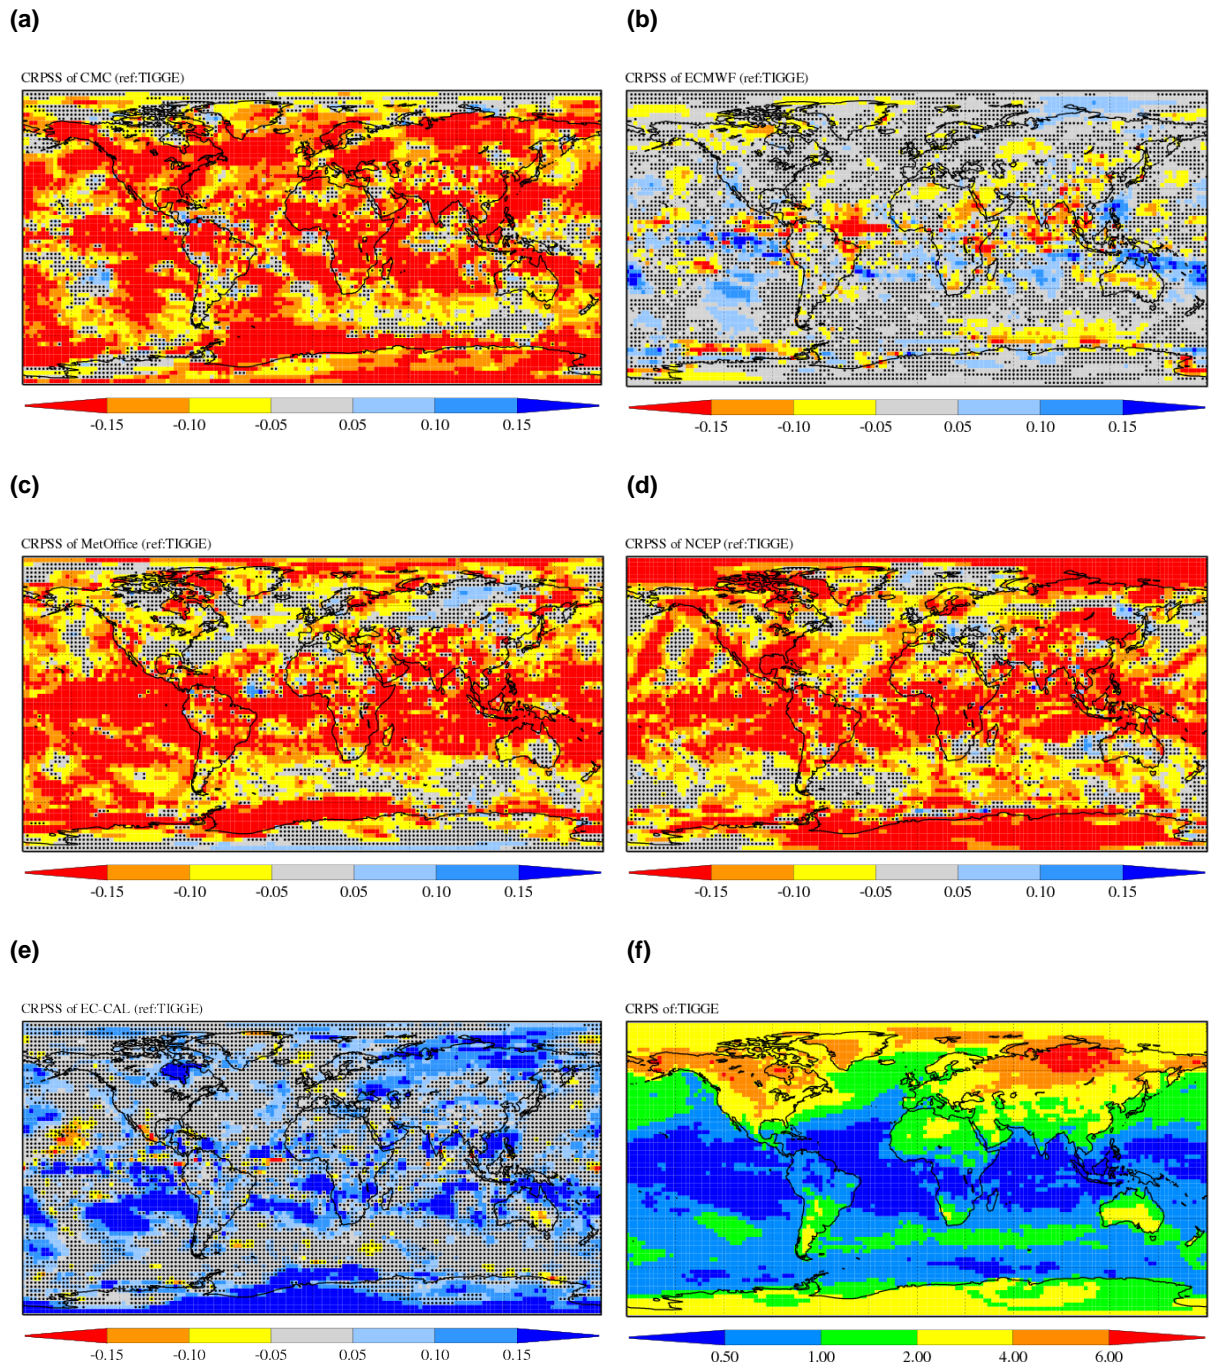 (a)
(b)
CRPSS of CMC (ref:TIGGE)
CRPSS of ECMWF (ref:TIGGE)
-0.15 -0.10 -0.05 0.05 0.10 0.15
-0.15 -0.10 -0.05 0.05 0.10 0.15
(c)
(d)
CRPSS of MetOffice (ref:TIGGE)
CRPSS of NCEP (ref:TIGGE)
-0.15 -0.10 -0.05 0.05 0.10 0.15
-0.15 -0.10 -0.05 0.05 0.10 0.15
(e)
(f)
CRPSS of EC-CAL (ref:TIGGE)
CRPS of:TIGGE
-0.15 -0.10 -0.05 0.05 0.10 0.15
0.50 1.00 2.00 4.00 6.00